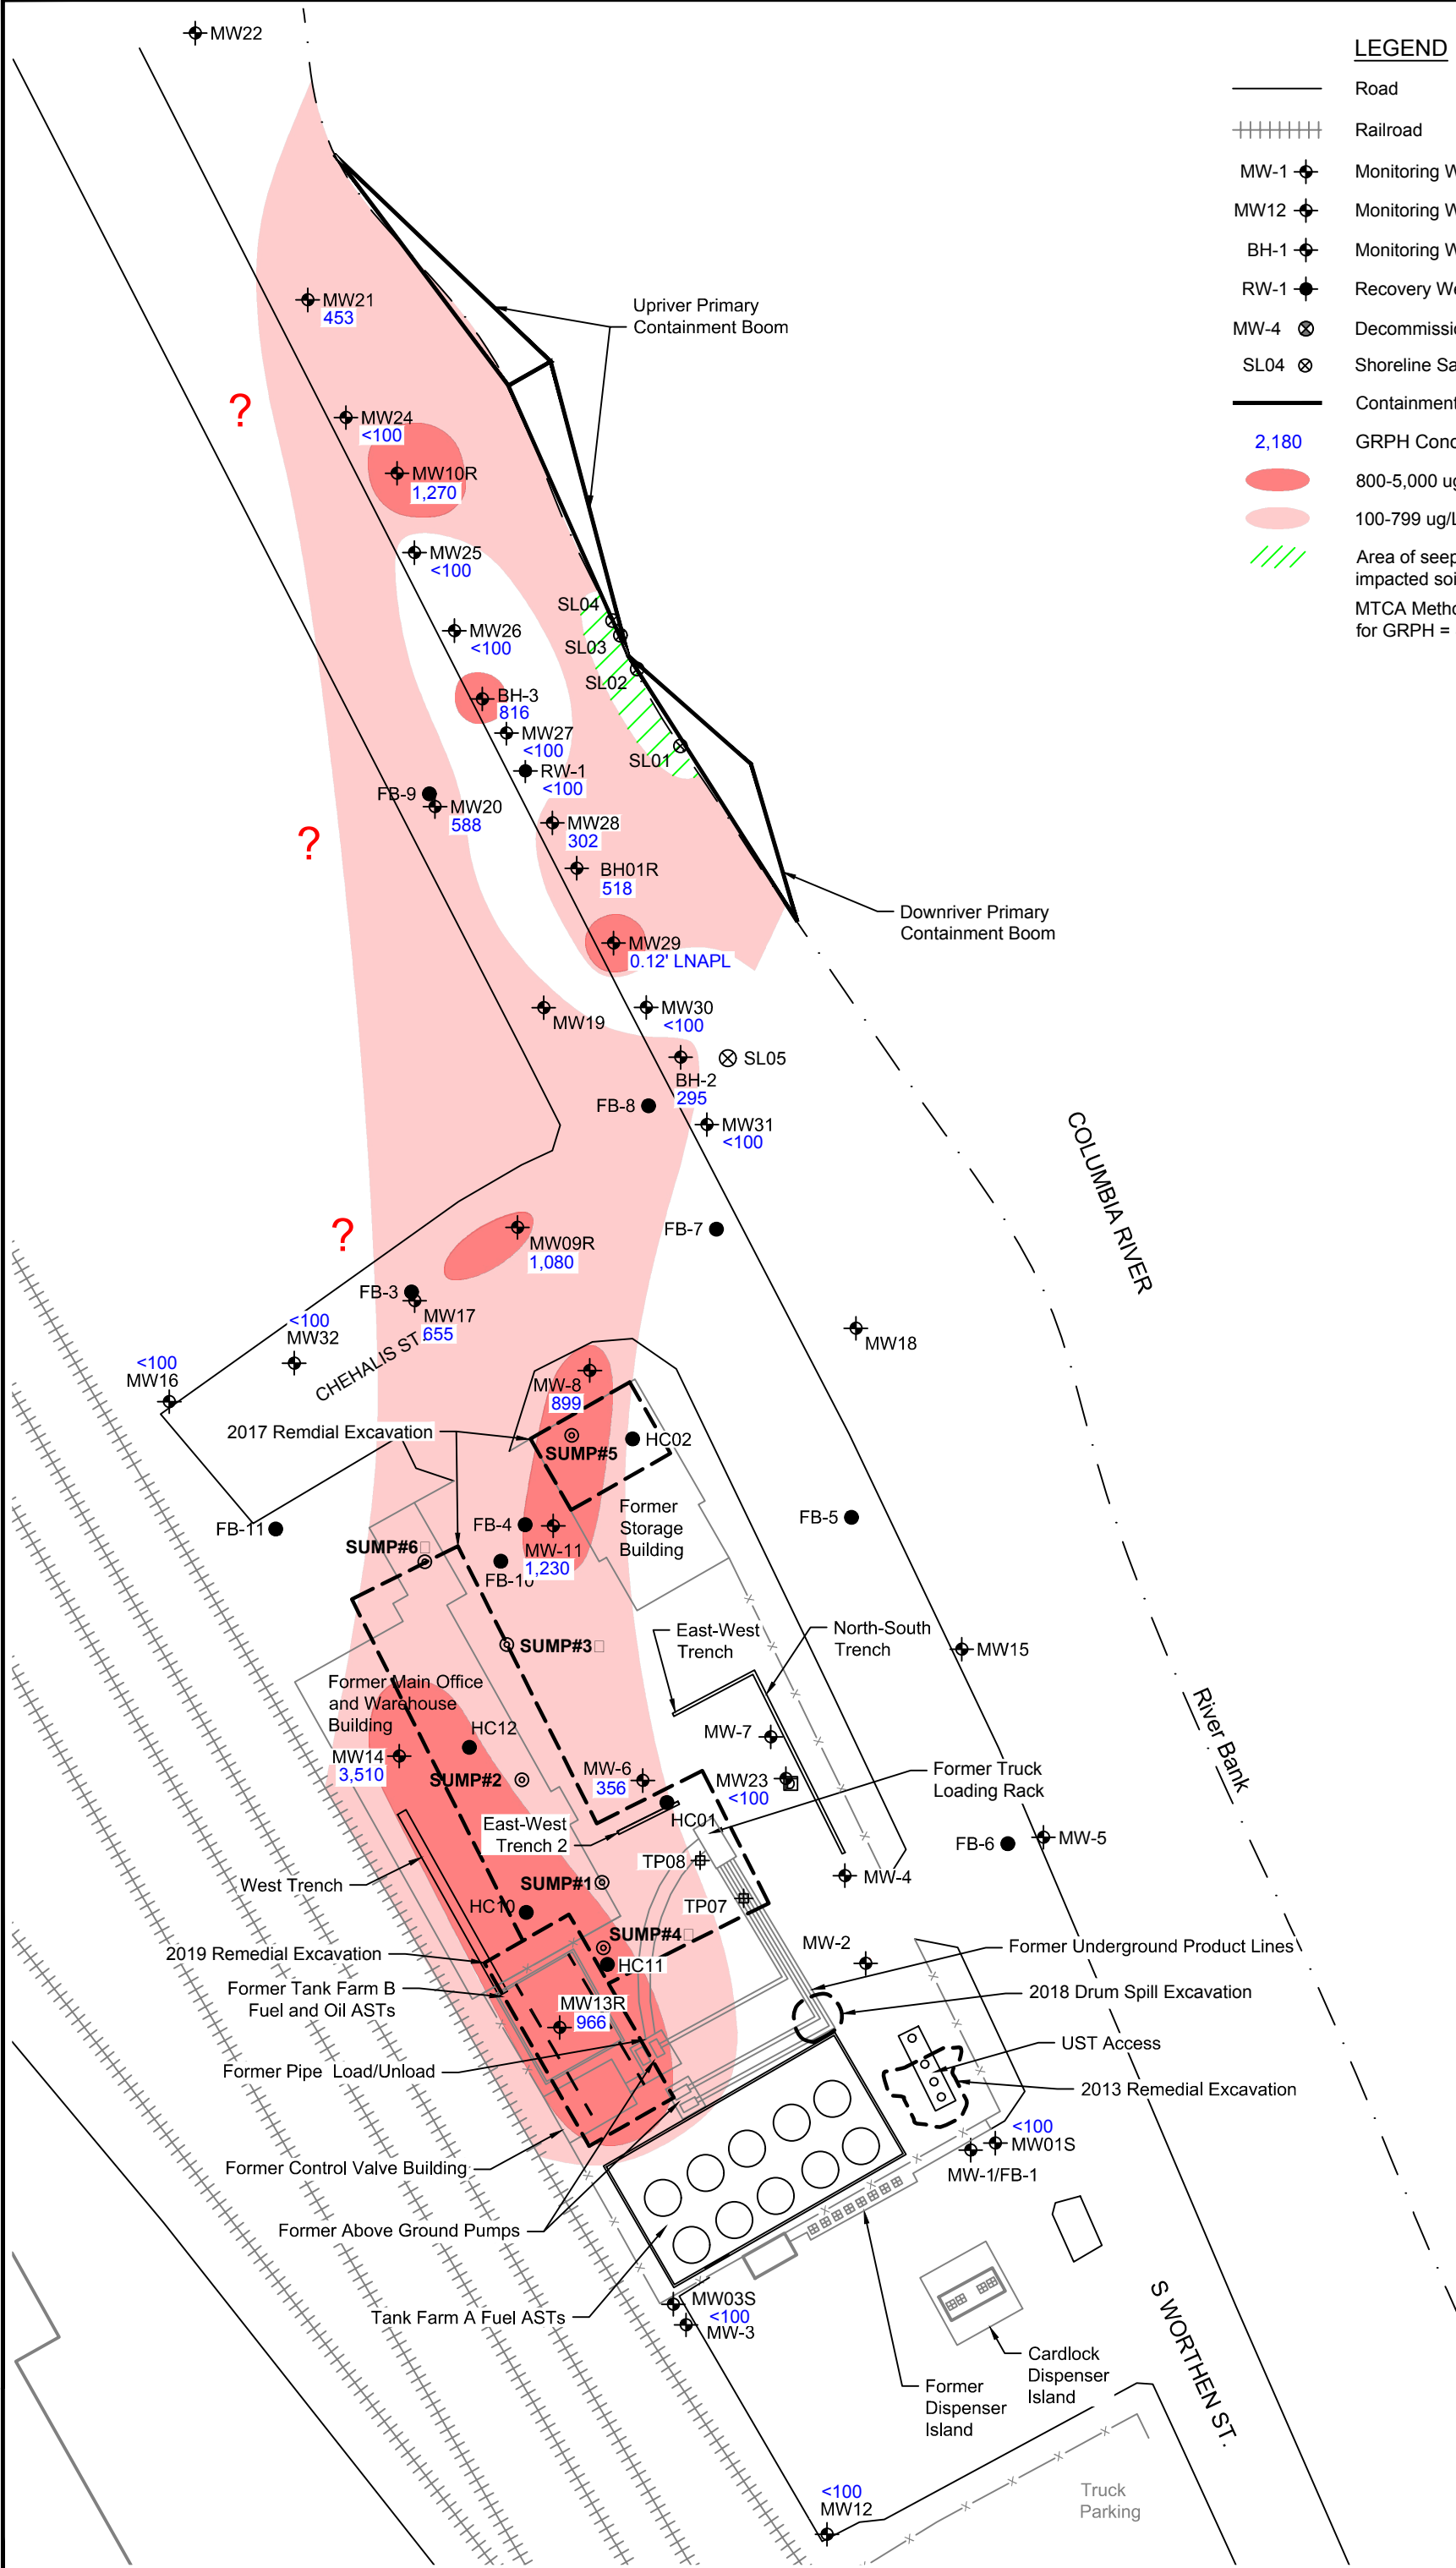 MW22
LEGEND
Road
Railroad
MW-1
Monitoring W
MW12
Monitoring W
BH-1
Monitoring W
RW-1
Recovery We
MW-4
Decommissi
SL04
Shoreline Sa
Containment
2,180
GRPH Conc
800-5,000 ug
100-799 ug/L
Area of seep
impacted soi
MTCA Metho
for GRPH =
MW21
453
Upriver Primary
Containment Boom
?
MW24
<100
MW10R
1,270
MW25
<100
SL04
MW26
<100
SL03
SL02
BH-3
816
MW27
<100
SL01
RW-1
<100
FB-9
MW20
588
MW28
302
?
BH01R
518
Downriver Primary
Containment Boom
MW29
0.12' LNAPL
MW19
MW30
<100
SL05
BH-2
295
FB-8
MW31
<100
COLUMBIA RIVER
?
FB-7
MW09R
1,080
FB-3
MW17
655
<100
MW32
CHEHALIS ST.
<100
MW16
MW18
MW-8
899
2017 Remdial Excavation
HC02
SUMP#5
Former
Storage
Building
FB-5
FB-11
FB-4
MW-11
1,230
SUMP#6
FB-10
SUMP#3
East-West
Trench
North-South
Trench
MW15
Former Main Office
and Warehouse
Building
River Bank
HC12
MW-7
MW14
3,510
SUMP#2
MW-6
356
MW23
<100
Former Truck
Loading Rack
East-West
Trench 2
HC01
FB-6
MW-5
TP08
MW-4
West Trench
SUMP#1
HC10
TP07
SUMP#4
MW-2
2019 Remedial Excavation
HC11
Former Underground Product Lines
Former Tank Farm B
Fuel and Oil ASTs
2018 Drum Spill Excavation
MW13R
966
UST Access
Former Pipe Load/Unload
2013 Remedial Excavation
<100
MW01S
MW-1/FB-1
Former Control Valve Building
Former Above Ground Pumps
MW03S
<100
MW-3
Tank Farm A Fuel ASTs
S WORTHEN ST.
Cardlock
Dispenser
Island
Former
Dispenser
Island
<100
MW12
Truck
Parking